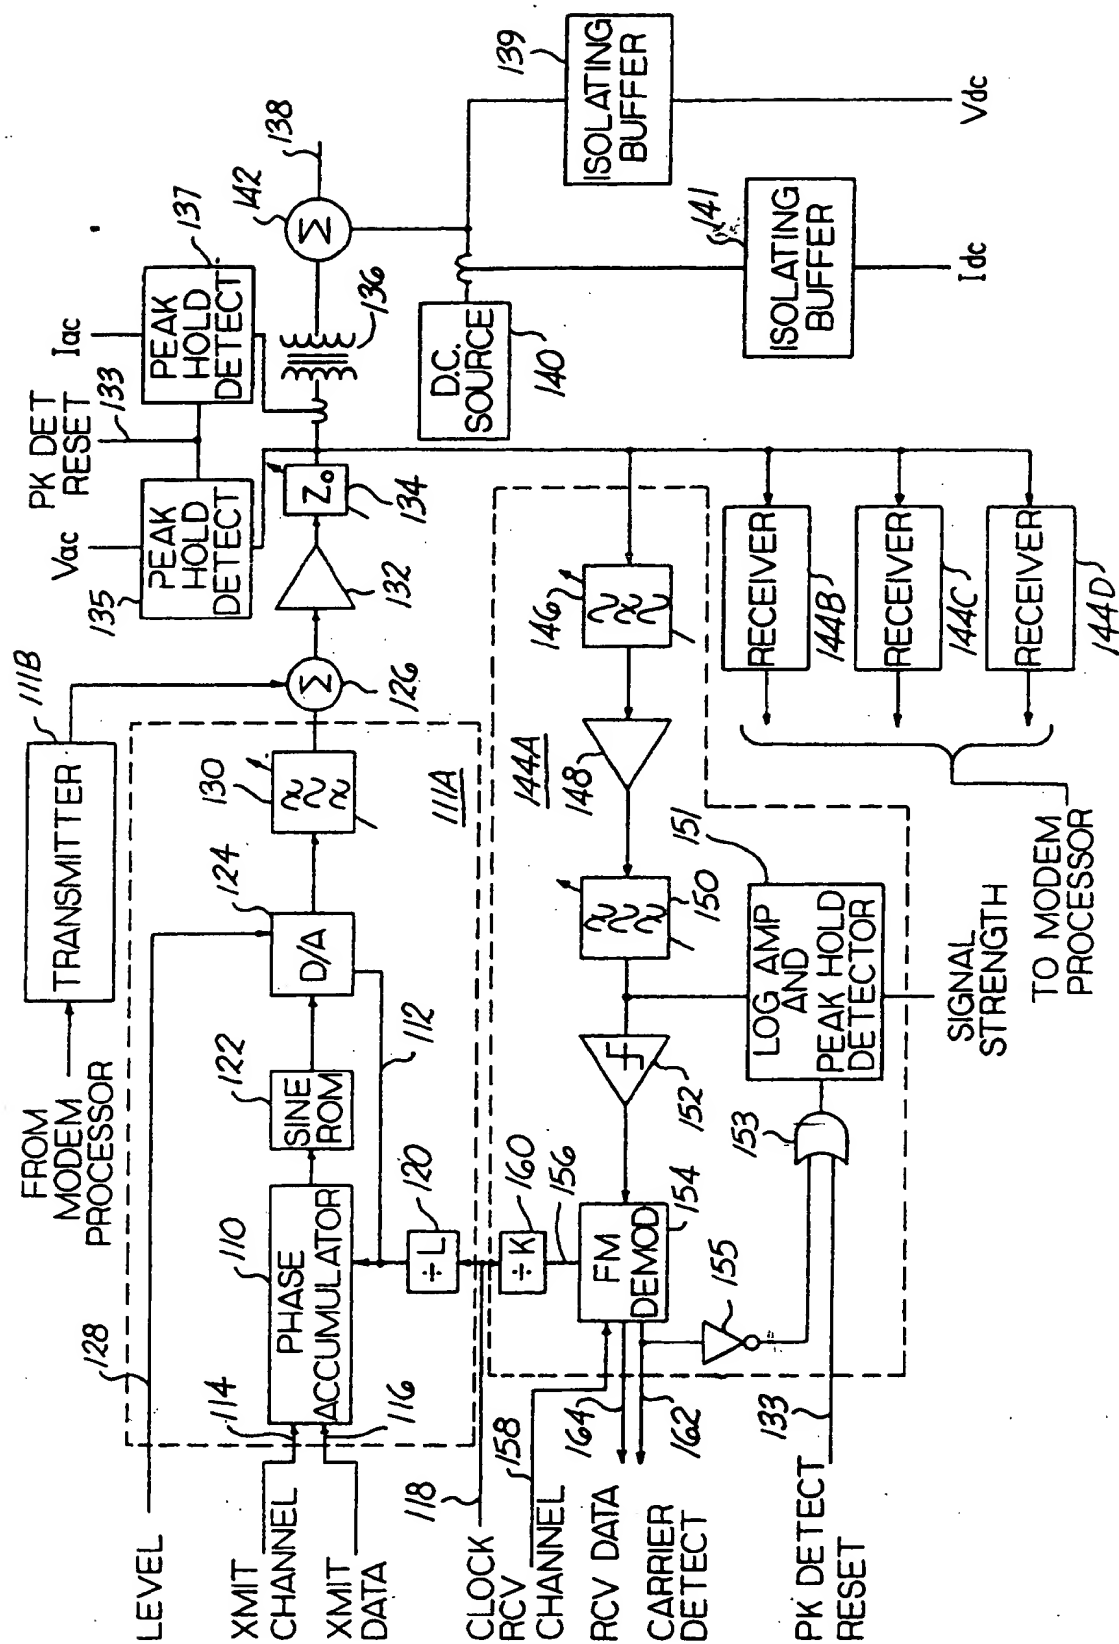 FROM
MODEM
PROCESSOR
TRANSMITTER
111B
LEVEL
128
XMIT
CHANNEL
114
XMIT
DATA
116
PHASE
ACCUMULATOR
110
SINE
ROM
122
D/A
124
130
111A
112
÷ L
120
Σ
126
132
Z₀
134
Vac
PEAK
HOLD
DETECT
135
PK DET
RESET
133
Iac
PEAK
HOLD
DETECT
137
136
Σ
142
138
D.C.
SOURCE
140
ISOLATING
BUFFER
139
Vdc
ISOLATING
BUFFER
141
Idc
CLOCK
118
RCV
CHANNEL
158
RCV DATA
164
CARRIER
DETECT
162
÷ K
160
156
FM
DEMOD
154
155
152
150
148
144A
146
LOG AMP
AND
PEAK HOLD
DETECTOR
151
153
PK DETECT
RESET
133
SIGNAL
STRENGTH
RECEIVER
144B
RECEIVER
144C
RECEIVER
144D
TO MODEM
PROCESSOR